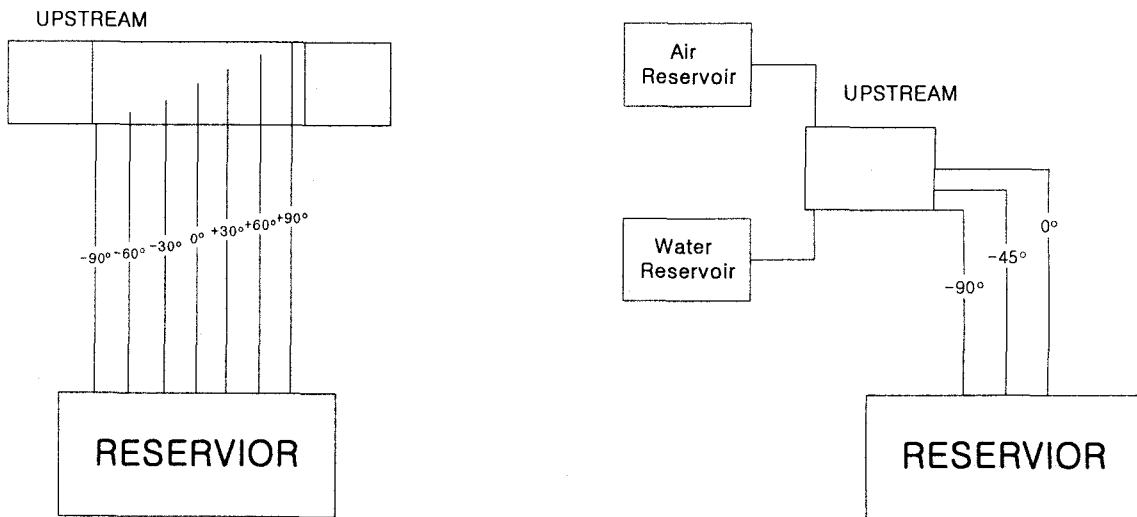 UPSTREAM
-90°
-60°
-30°
0°
+30°
+60°
+90°
RESERVIOR
Air
Reservoir
UPSTREAM
Water
Reservoir
0°
-45°
-90°
RESERVIOR